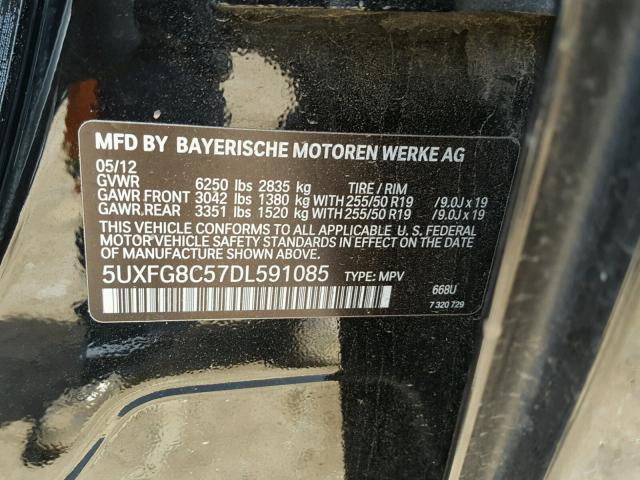 MFD BY BAYERISCHE MOTOREN WERKE AG
05/12
GVWR 6250 lbs 2835 kg TIRE / RIM
GAWR FRONT 3042 lbs 1380 kg WITH 255/50 R19 /9.0J x 19
GAWR.REAR 3351 lbs 1520 kg WITH 255/50 R19 /9.0J x 19
THIS VEHICLE CONFORMS TO ALL APPLICABLE U. S. FEDERAL
MOTOR VEHICLE SAFETY STANDARDS IN EFFECT ON THE DATE
OF MANUFACTURE SHOWN ABOVE.
5UXFG8C57DL591085 TYPE: MPV
668U
7 320 729